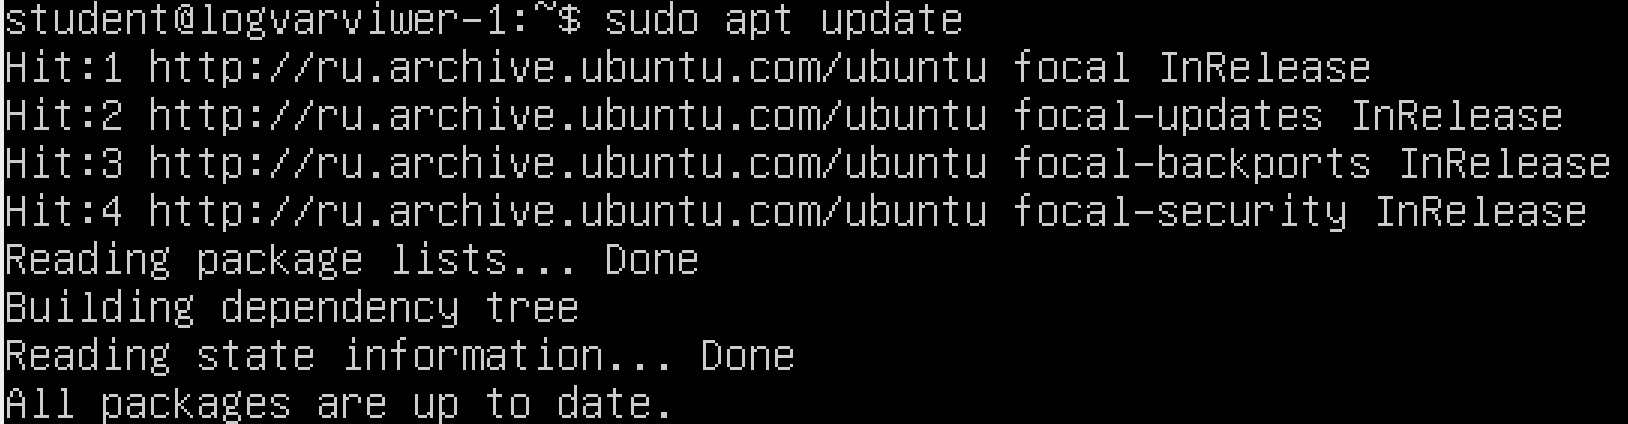 student@logvarviwer-1:~$ sudo apt update
Hit:1 http://ru.archive.ubuntu.com/ubuntu focal InRelease
Hit:2 http://ru.archive.ubuntu.com/ubuntu focal-updates InRelease
Hit:3 http://ru.archive.ubuntu.com/ubuntu focal-backports InRelease
Hit:4 http://ru.archive.ubuntu.com/ubuntu focal-security InRelease
Reading package lists... Done
Building dependency tree
Reading state information... Done
All packages are up to date.